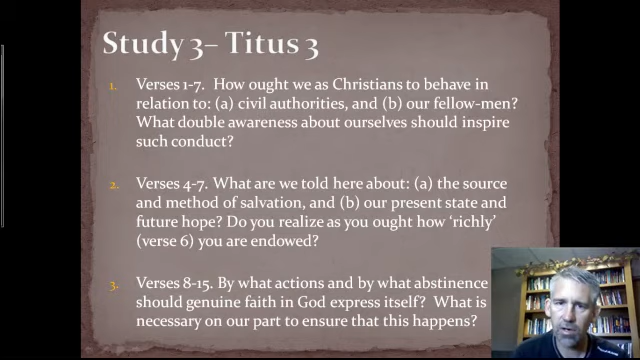 Study 3– Titus 3
1. Verses 1-7. How ought we as Christians to behave in
relation to: (a) civil authorities, and (b) our fellow-men?
What double awareness about ourselves should inspire
such conduct?
2. Verses 4-7. What are we told here about: (a) the source
and method of salvation, and (b) our present state and
future hope? Do you realize as you ought how ‘richly’
(verse 6) you are endowed?
3. Verses 8-15. By what actions and by what abstinence
should genuine faith in God express itself? What is
necessary on our part to ensure that this happens?